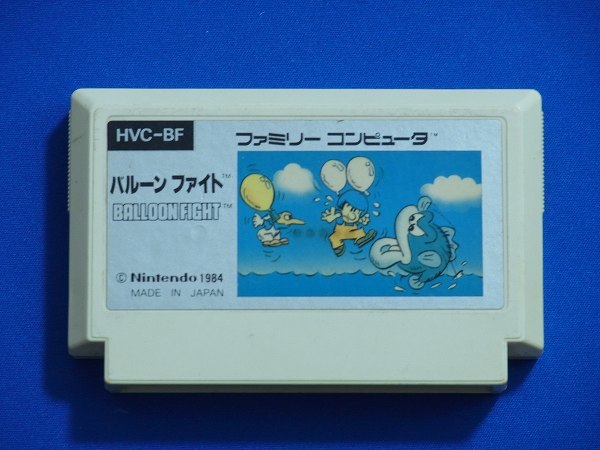 HVC-BF
ファミリー コンピュータ™
バルーン ファイト™
BALLOON FIGHT™
© Nintendo 1984
MADE IN JAPAN